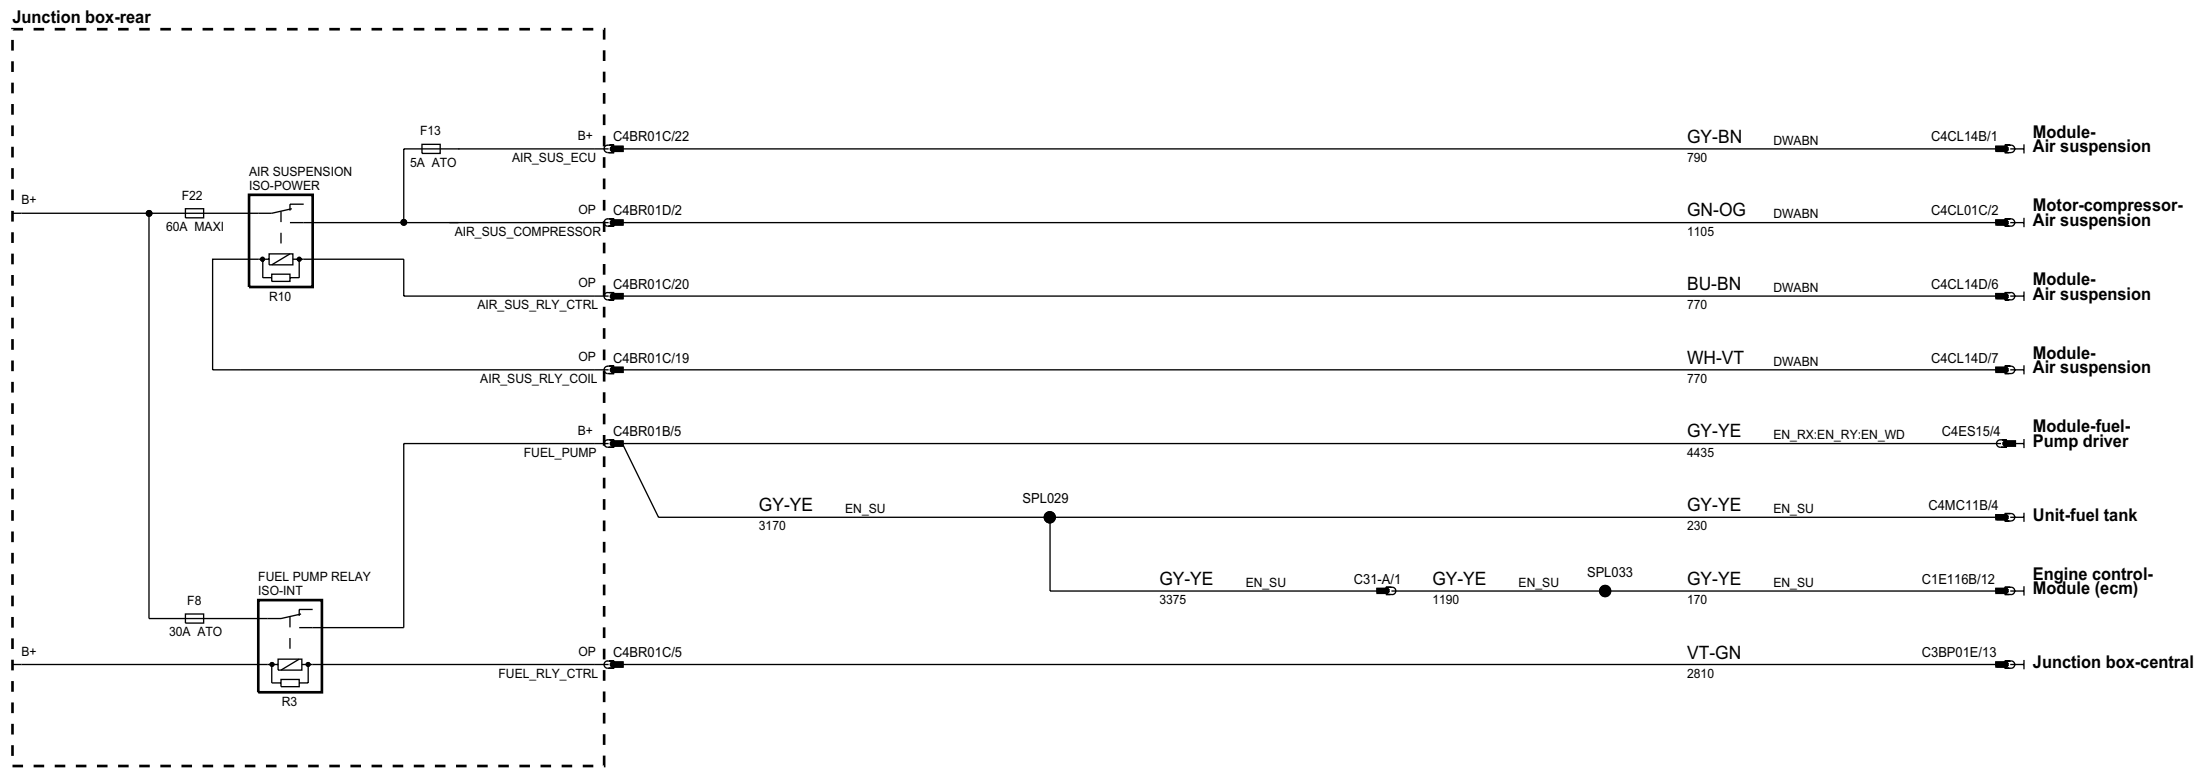 Junction box-rear
F13
B+
C4BR01C/22
GY-BN
DWABN
C4CL14B/1
Module-
Air suspension
5A ATO
AIR_SUS_ECU
790
AIR SUSPENSION
ISO-POWER
B+
F22
60A MAXI
OP
C4BR01D/2
GN-OG
DWABN
C4CL01C/2
Motor-compressor-
Air suspension
AIR_SUS_COMPRESSOR
1105
R10
OP
C4BR01C/20
BU-BN
DWABN
C4CL14D/6
Module-
Air suspension
AIR_SUS_RLY_CTRL
770
OP
C4BR01C/19
WH-VT
DWABN
C4CL14D/7
Module-
Air suspension
AIR_SUS_RLY_COIL
770
B+
C4BR01B/5
GY-YE
EN_RX:EN_RY:EN_WD
C4ES15/4
Module-fuel-
Pump driver
FUEL_PUMP
4435
GY-YE
EN_SU
SPL029
GY-YE
EN_SU
C4MC11B/4
Unit-fuel tank
3170
230
FUEL PUMP RELAY
ISO-INT
F8
30A ATO
GY-YE
EN_SU
C31-A/1
GY-YE
EN_SU
SPL033
GY-YE
EN_SU
C1E116B/12
Engine control-
Module (ecm)
3375
1190
170
B+
R3
OP
C4BR01C/5
VT-GN
C3BP01E/13
Junction box-central
FUEL_RLY_CTRL
2810